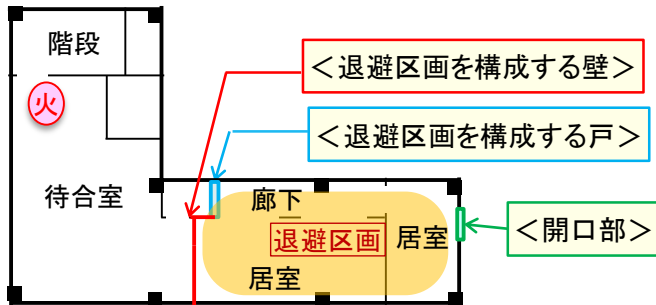 階段
火
<退避区画を構成する壁>
<退避区画を構成する戸>
待合室
廊下
退避区画
居室
<開口部>
居室